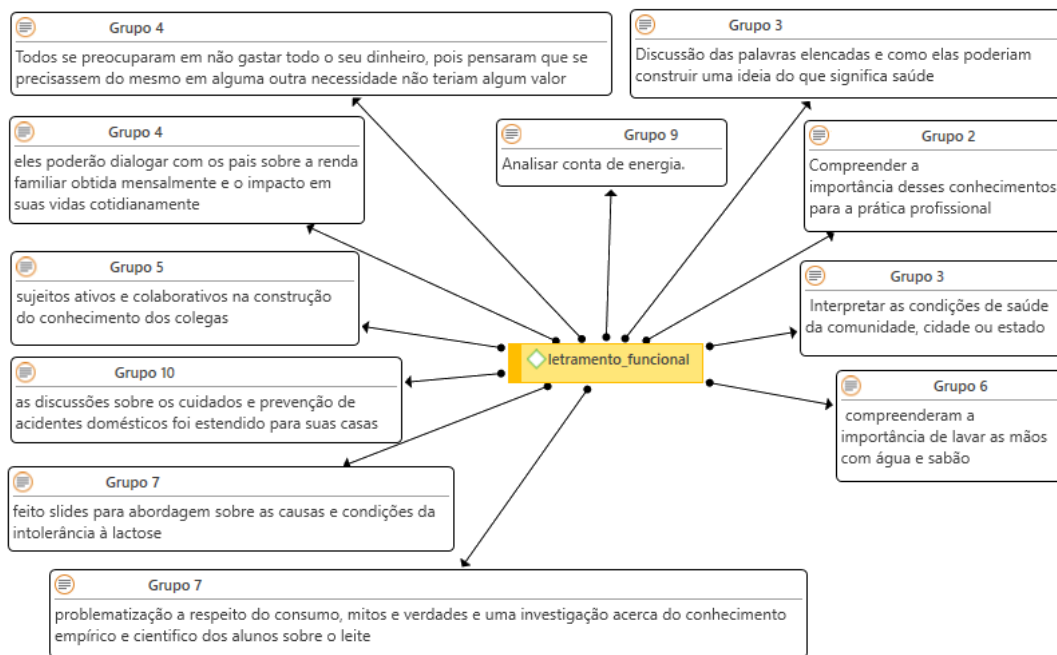 Grupo 4
Todos se preocuparam em não gastar todo o seu dinheiro, pois pensaram que se
precisassem do mesmo em alguma outra necessidade não teriam algum valor
Grupo 3
Discussão das palavras elencadas e como elas poderiam
construir uma ideia do que significa saúde
Grupo 4
eles poderão dialogar com os pais sobre a renda
familiar obtida mensalmente e o impacto em
suas vidas cotidianamente
Grupo 9
Analisar conta de energia.
Grupo 2
Compreender a
importância desses conhecimentos
para a prática profissional
Grupo 5
sujeitos ativos e colaborativos na construção
do conhecimento dos colegas
Grupo 3
Interpretar as condições de saúde
da comunidade, cidade ou estado
letramento_funcional
Grupo 10
as discussões sobre os cuidados e prevenção de
acidentes domésticos foi estendido para suas casas
Grupo 6
compreenderam a
importância de lavar as mãos
com água e sabão
Grupo 7
feito slides para abordagem sobre as causas e condições da
intolerância à lactose
Grupo 7
problematização a respeito do consumo, mitos e verdades e uma investigação acerca do conhecimento
empírico e cientifico dos alunos sobre o leite